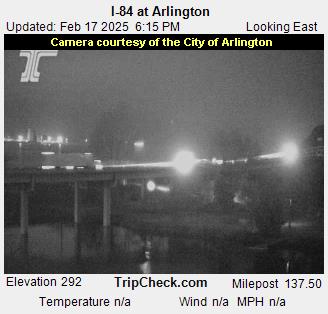 I-84 at Arlington
Updated: Feb 17 2025  6:15 PM Looking East
Camera courtesy of the City of Arlington
Elevation 292 TripCheck.com Milepost 137.50
Temperature n/a Wind n/a MPH n/a